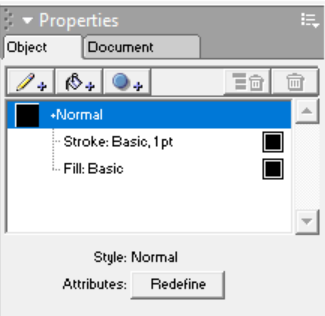 Properties
Object Document
+Normal
Stroke: Basic, 1pt
Fill: Basic
Style: Normal
Attributes: Redefine